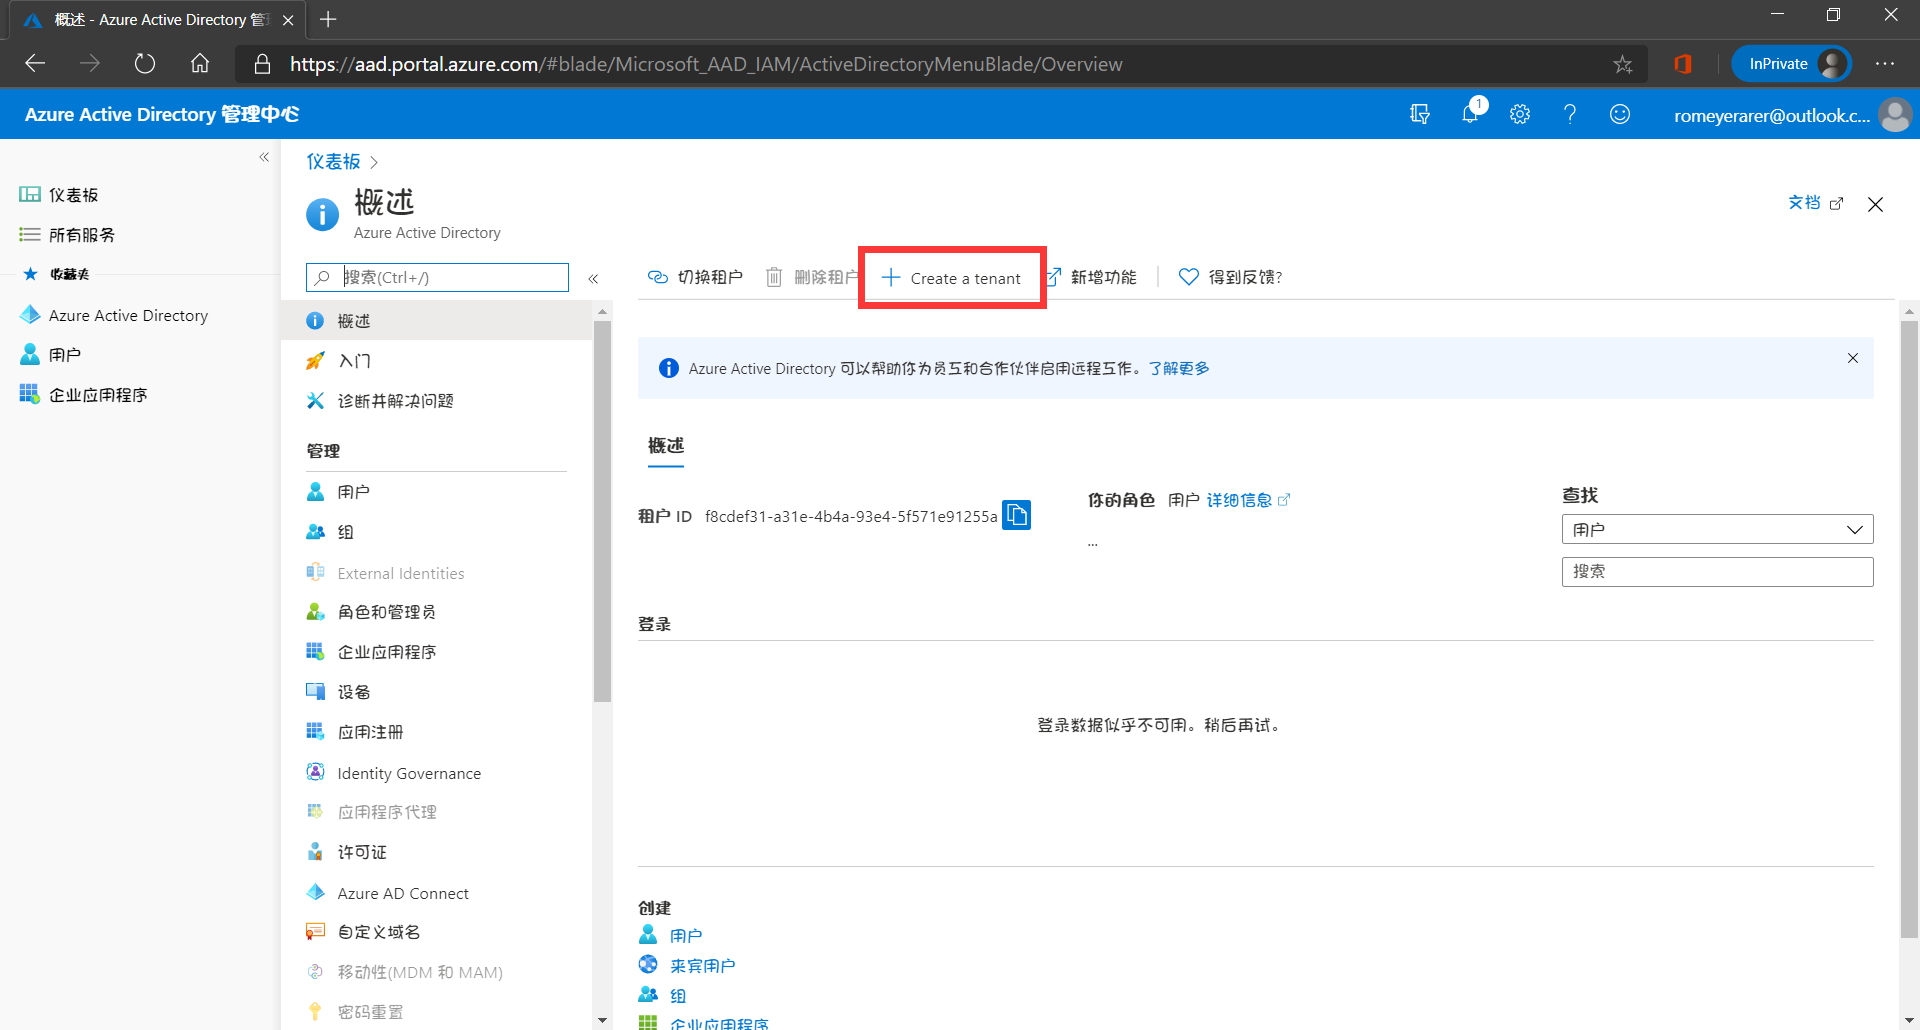 概述 - Azure Active Directory 管理
https://aad.portal.azure.com/#blade/Microsoft_AAD_IAM/ActiveDirectoryMenuBlade/Overview
InPrivate
Azure Active Directory 管理中心
1
romeyerarer@outlook.c...
仪表板
所有服务
收藏夹
Azure Active Directory
用户
企业应用程序
仪表板
概述
Azure Active Directory
文档
搜索(Ctrl+/)
概述
入门
诊断并解决问题
管理
用户
组
External Identities
角色和管理员
企业应用程序
设备
应用注册
Identity Governance
应用程序代理
许可证
Azure AD Connect
自定义域名
移动性(MDM 和 MAM)
密码重置
切换租户
删除租户
Create a tenant
新增功能
得到反馈?
Azure Active Directory 可以帮助你为员工和合作伙伴启用远程工作。了解更多
概述
租户 ID f8cdef31-a31e-4b4a-93e4-5f571e91255a
你的角色 用户 详细信息
...
查找
用户
搜索
登录
登录数据似乎不可用。稍后再试。
创建
用户
来宾用户
组
企业应用程序